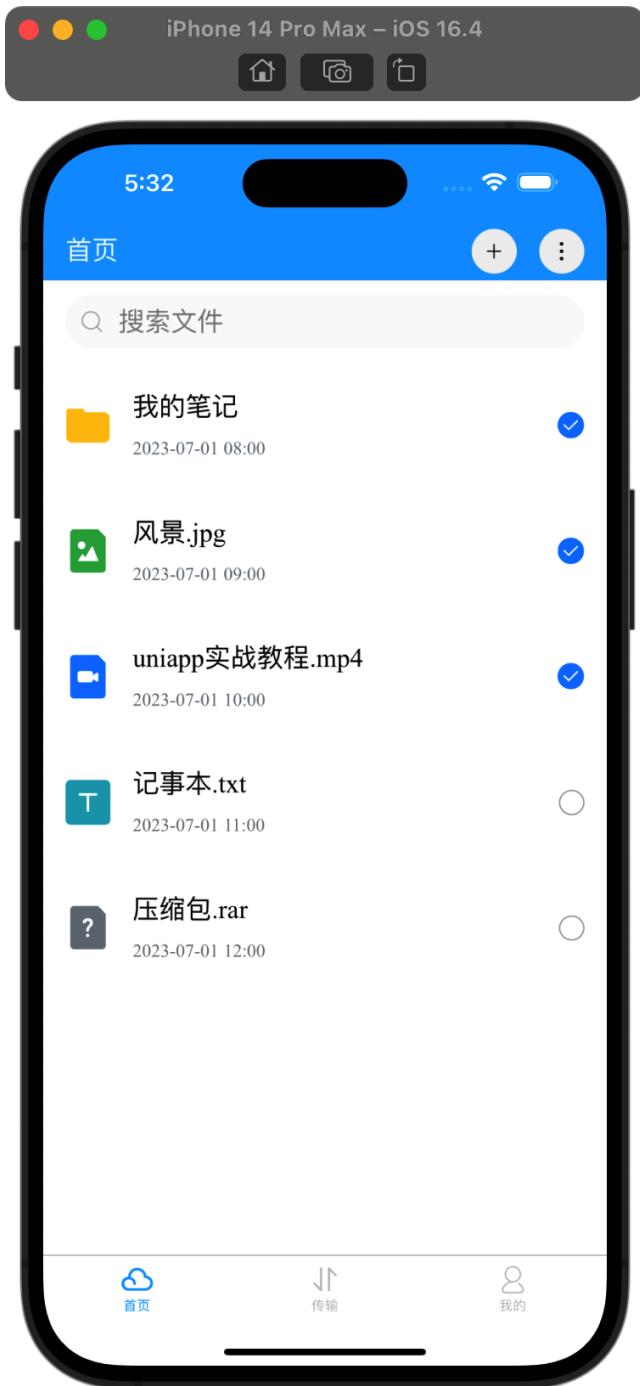 iPhone 14 Pro Max – iOS 16.4
5:32
首页
搜索文件
我的笔记
2023-07-01 08:00
风景.jpg
2023-07-01 09:00
uniapp实战教程.mp4
2023-07-01 10:00
T
记事本.txt
2023-07-01 11:00
?
压缩包.rar
2023-07-01 12:00
首页
传输
我的